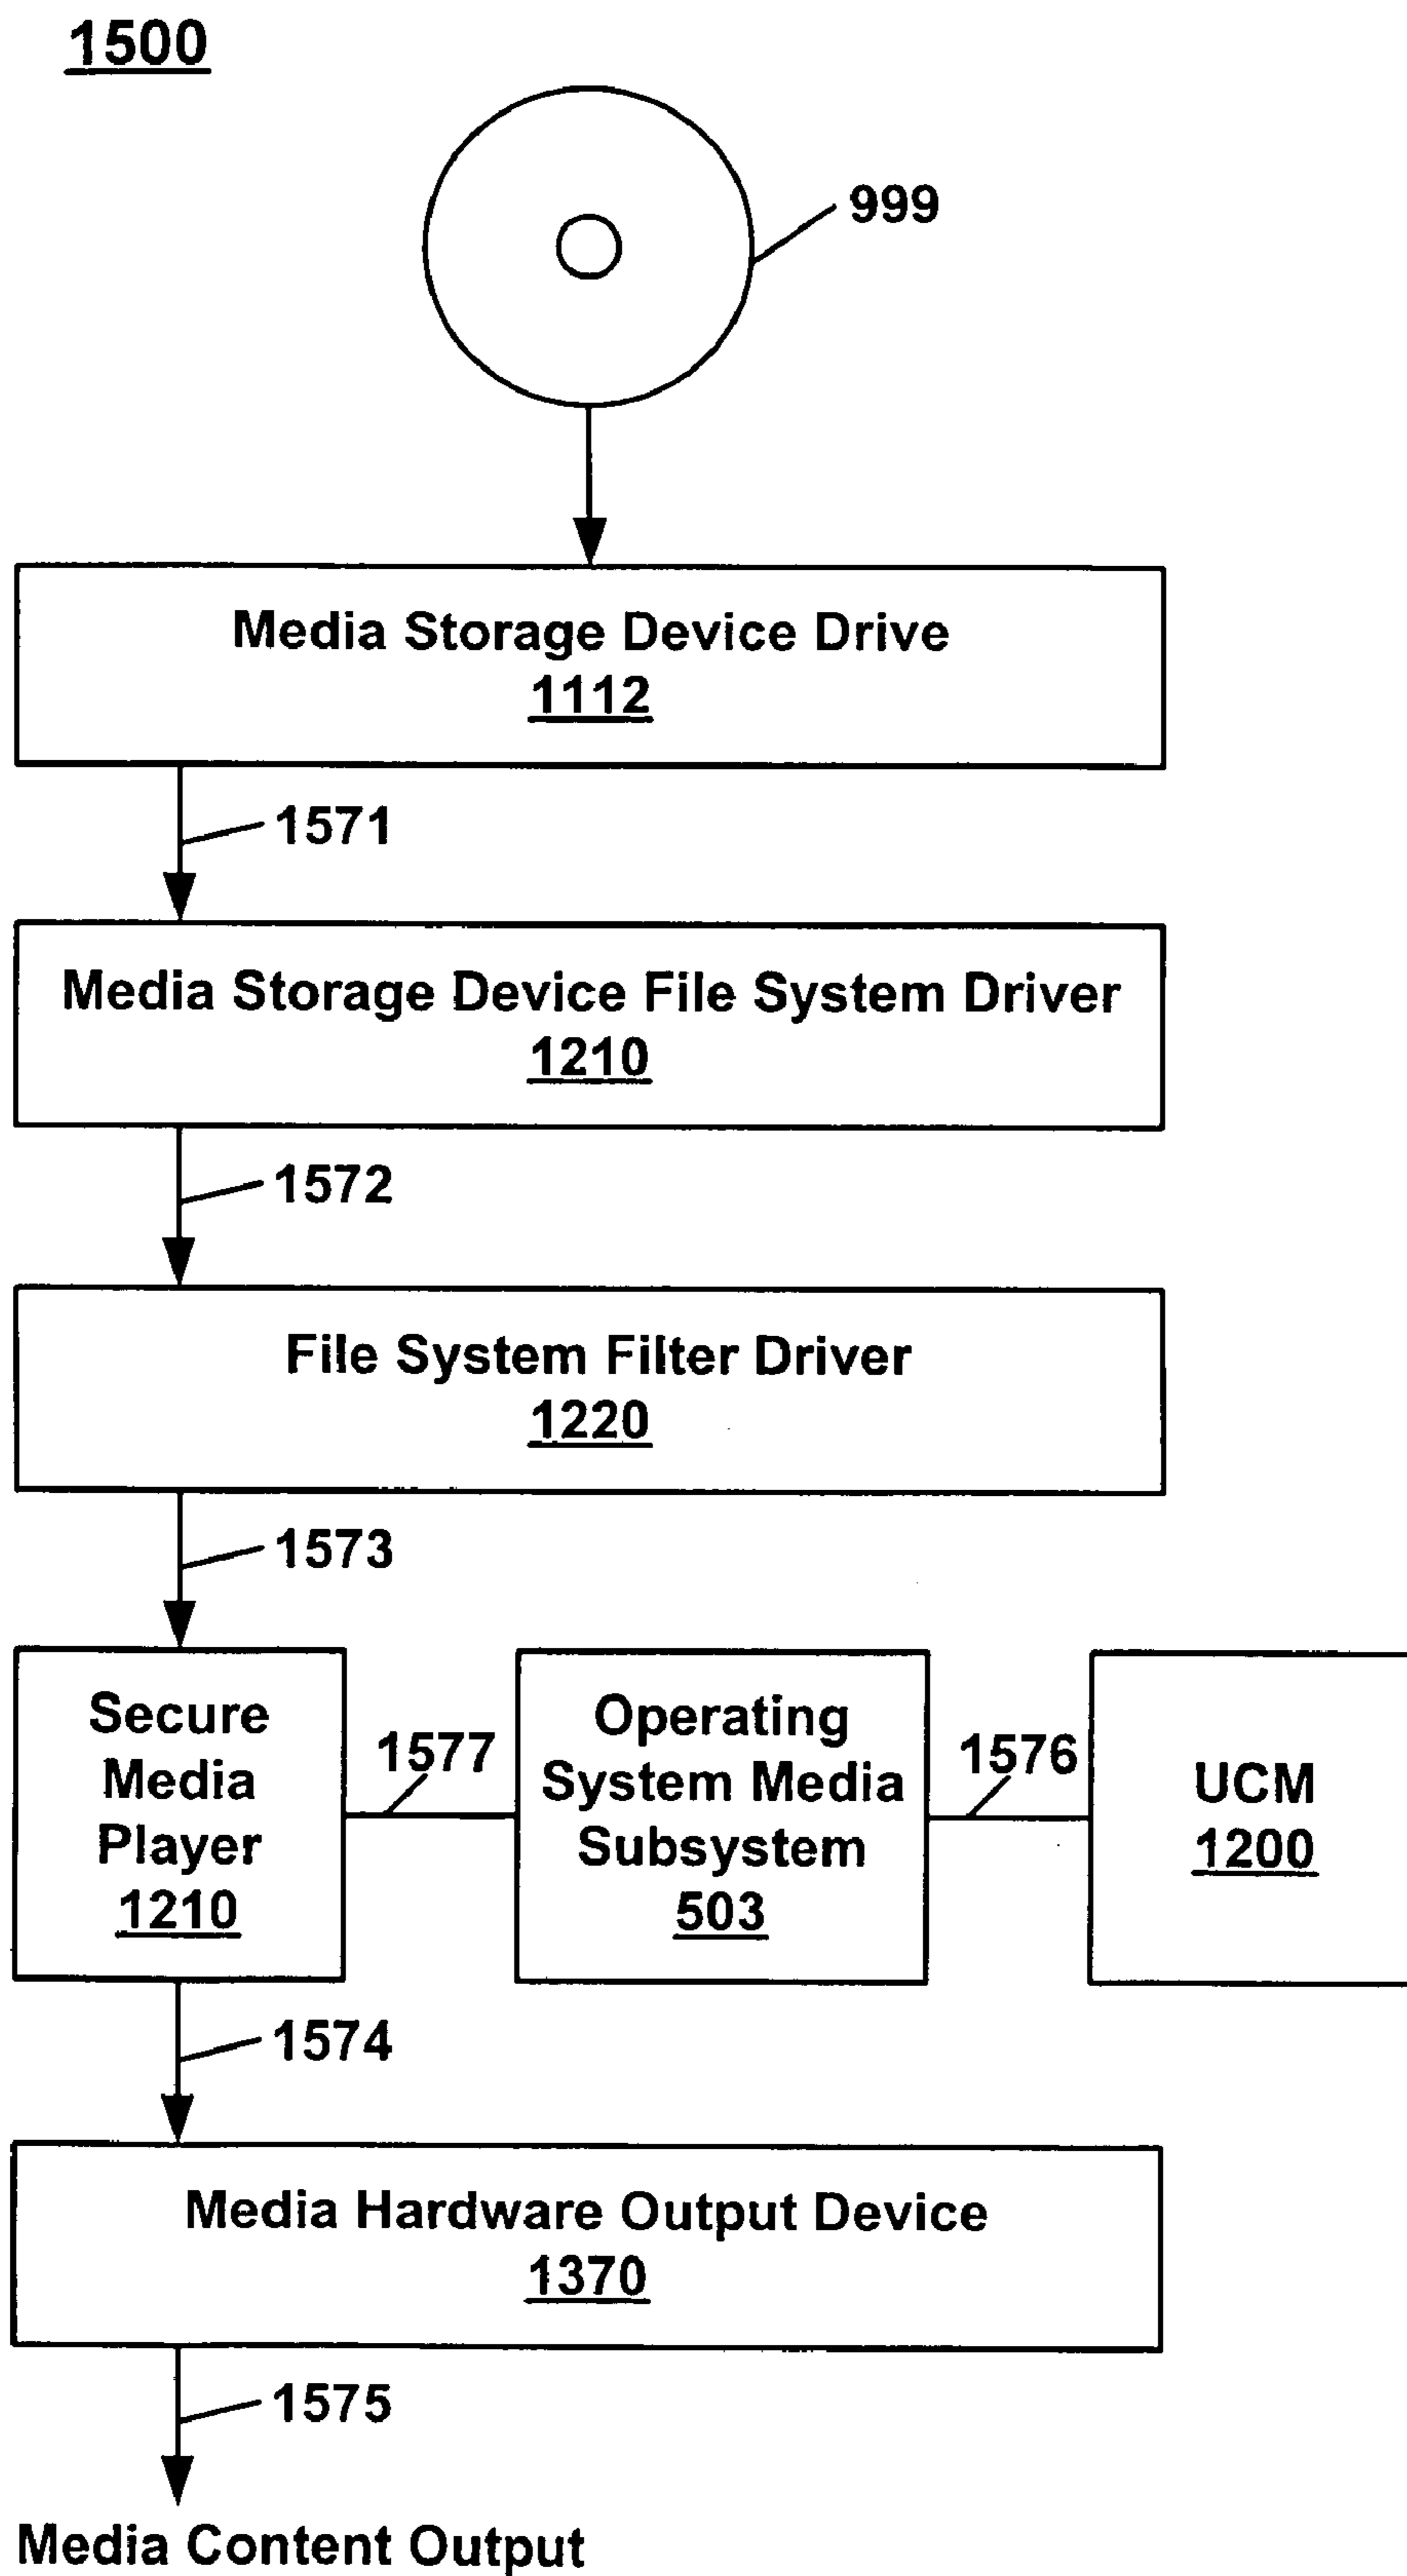 1500
999
Media Storage Device Drive
1112
1571
Media Storage Device File System Driver
1210
1572
File System Filter Driver
1220
1573
Secure
Media
Player
1210
1577
Operating
System Media
Subsystem
503
1576
UCM
1200
1574
Media Hardware Output Device
1370
1575
Media Content Output